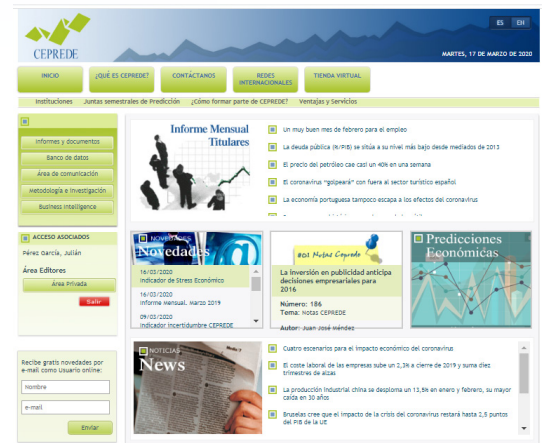 CEPREDE
ES EN
MARTES, 17 DE MARZO DE 2020
INICIO
¿QUÉ ES CEPREDE?
CONTÁCTANOS
REDES
INTERNACIONALES
TIENDA VIRTUAL
Instituciones Juntas semestrales de Predicción ¿Cómo formar parte de CEPREDE? Ventajas y Servicios
Informes y documentos
Banco de datos
Área de comunicación
Metodología e Investigación
Business Intelligence
ACCESO ASOCIADOS
Pérez García, Julián
Área Editores
Área Privada
Salir
Recibe gratis novedades por
e-mail como Usuario online:
Nombre
e-mail
Enviar
Informe Mensual
Titulares
Un muy buen mes de febrero para el empleo
La deuda pública (%/PIB) se sitúa a su nivel más bajo desde mediados de 2013
El precio del petróleo cae casi un 40% en una semana
El coronavirus "golpeará" con fuera al sector turístico español
La economía portuguesa tampoco escapa a los efectos del coronavirus
NOVEDADES
Novedades
16/03/2020
Indicador de Stress Económico
16/03/2020
Informe Mensual. Marzo 2019
09/03/2020
Indicador Incertidumbre CEPREDE
Notas Ceprede
La inversión en publicidad anticipa
decisiones empresariales para
2016
Número: 186
Tema: Notas CEPREDE
Autor: Juan José Méndez
Predicciones
Económicas
NOTICIAS
News
Cuatro escenarios para el impacto económico del coronavirus
El coste laboral de las empresas sube un 2,3% a cierre de 2019 y suma diez
trimestres de alzas
La producción industrial china se desploma un 13,5% en enero y febrero, su mayor
caída en 30 años
Bruselas cree que el impacto de la crisis del coronavirus restará hasta 2,5 puntos
del PIB de la UE